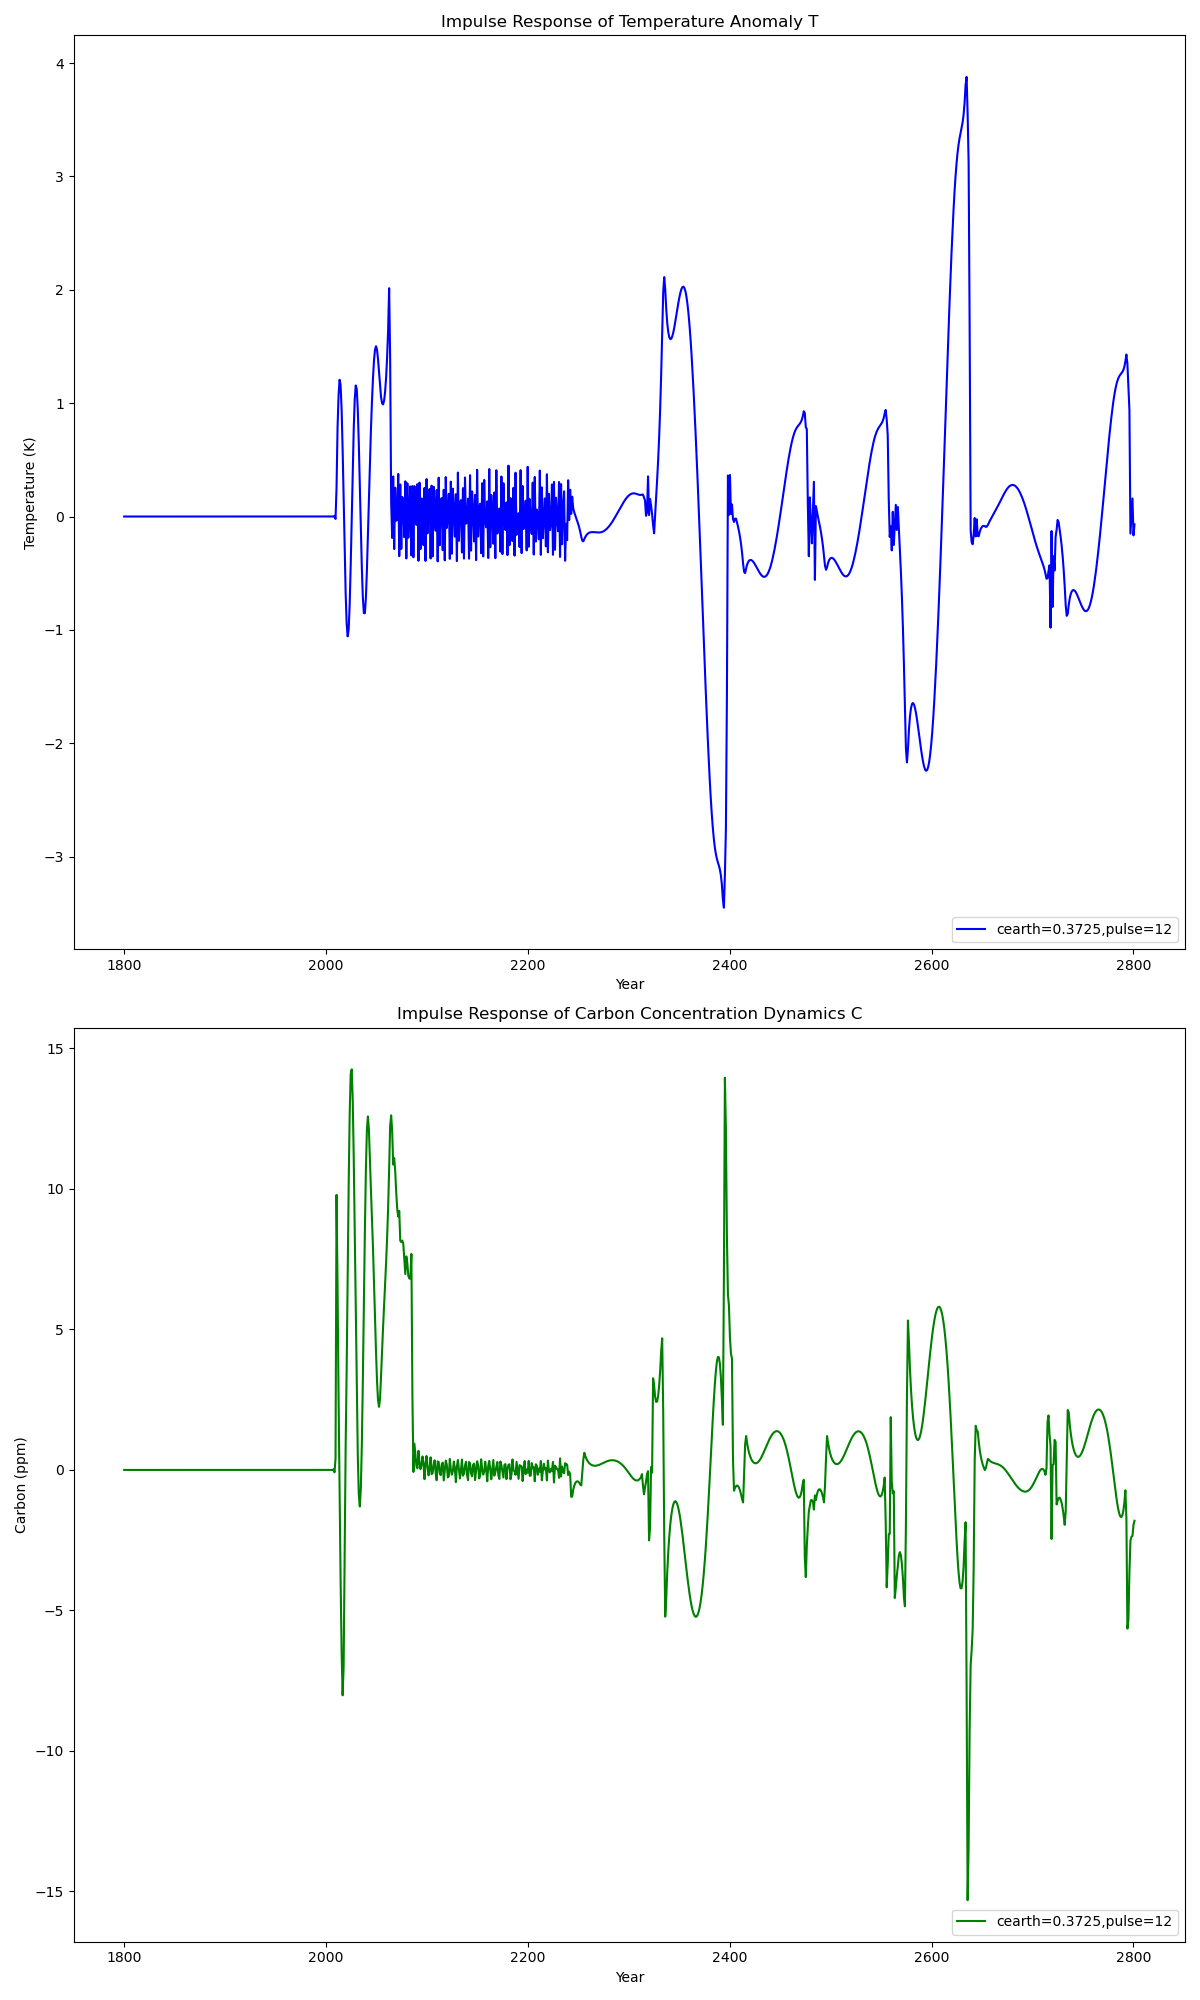 Impulse Response of Temperature Anomaly T
4
3
2
1
0
−1
−2
−3
Temperature (K)
cearth=0.3725,pulse=12
1800 2000 2200 2400 2600 2800
Year
Impulse Response of Carbon Concentration Dynamics C
15
10
5
0
−5
−10
−15
Carbon (ppm)
cearth=0.3725,pulse=12
1800 2000 2200 2400 2600 2800
Year